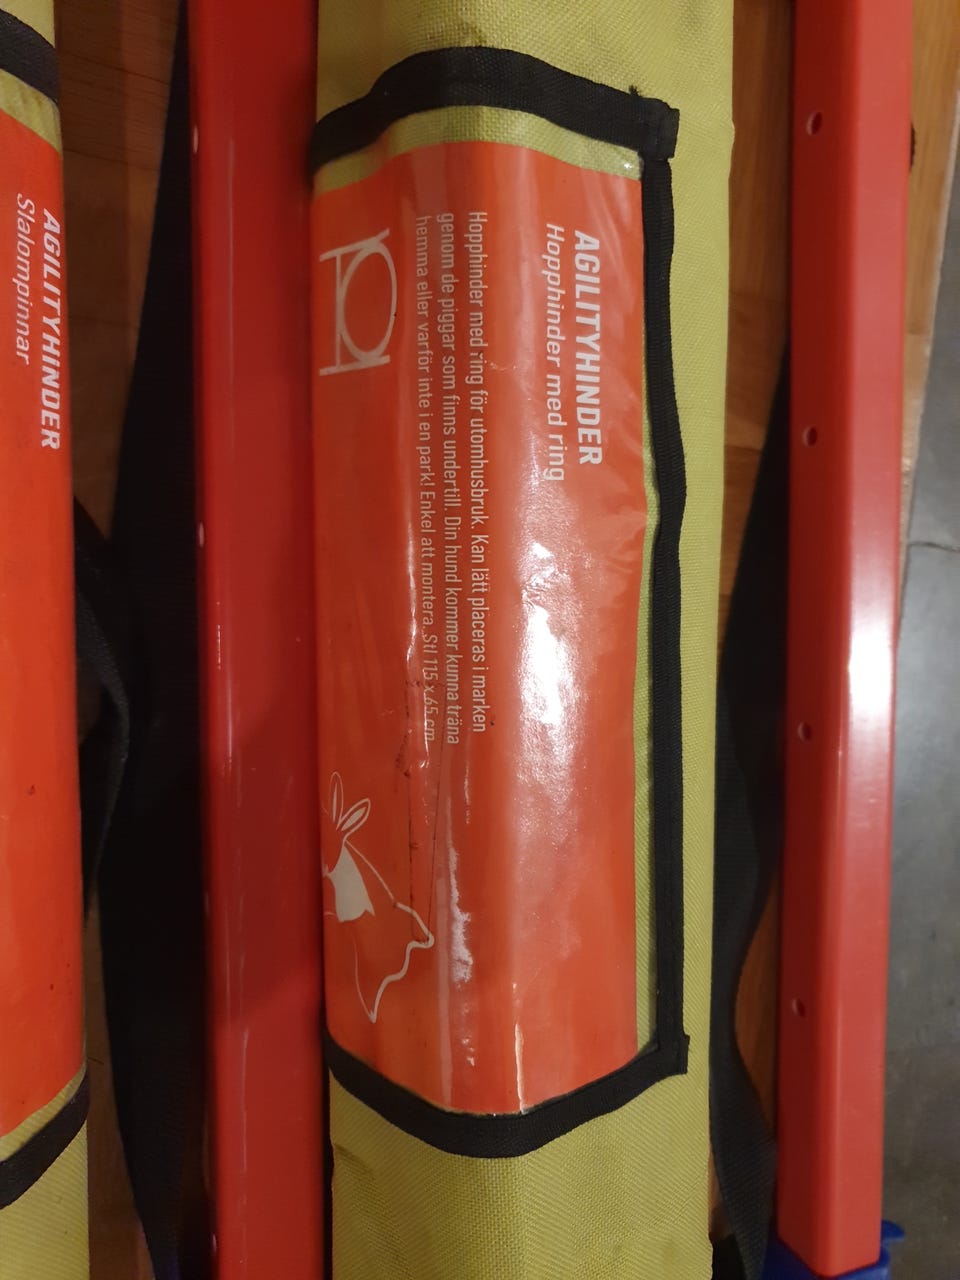 AGILITYHINDER
Slalompinnar
AGILITYHINDER
Hopphinder med ring
Hopphinder med ring för utomhusbruk. Kan lätt placeras i marken
genom de piggar som finns undertill. Din hund kommer kunna träna
hemma eller varför inte i en park! Enkel att montera. Stl 115 x 65 cm